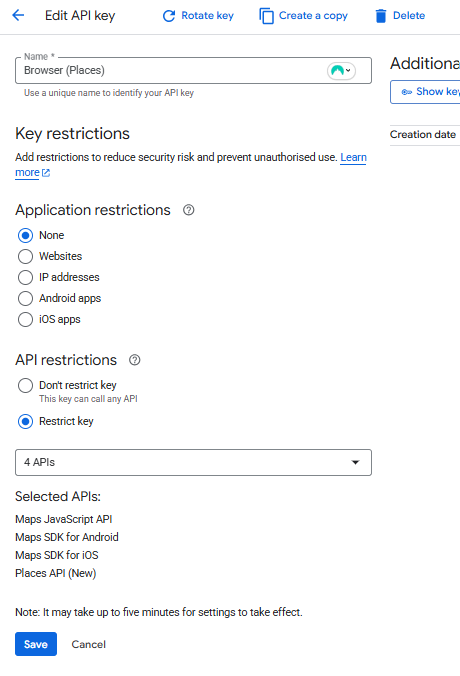 Edit API key
Rotate key
Create a copy
Delete
Name *
Browser (Places)
Use a unique name to identify your API key
Key restrictions
Add restrictions to reduce security risk and prevent unauthorised use. Learn
more
Application restrictions
None
Websites
IP addresses
Android apps
iOS apps
API restrictions
Don't restrict key
This key can call any API
Restrict key
4 APIs
Selected APIs:
Maps JavaScript API
Maps SDK for Android
Maps SDK for iOS
Places API (New)
Note: It may take up to five minutes for settings to take effect.
Save
Cancel
Additiona
Show key
Creation date